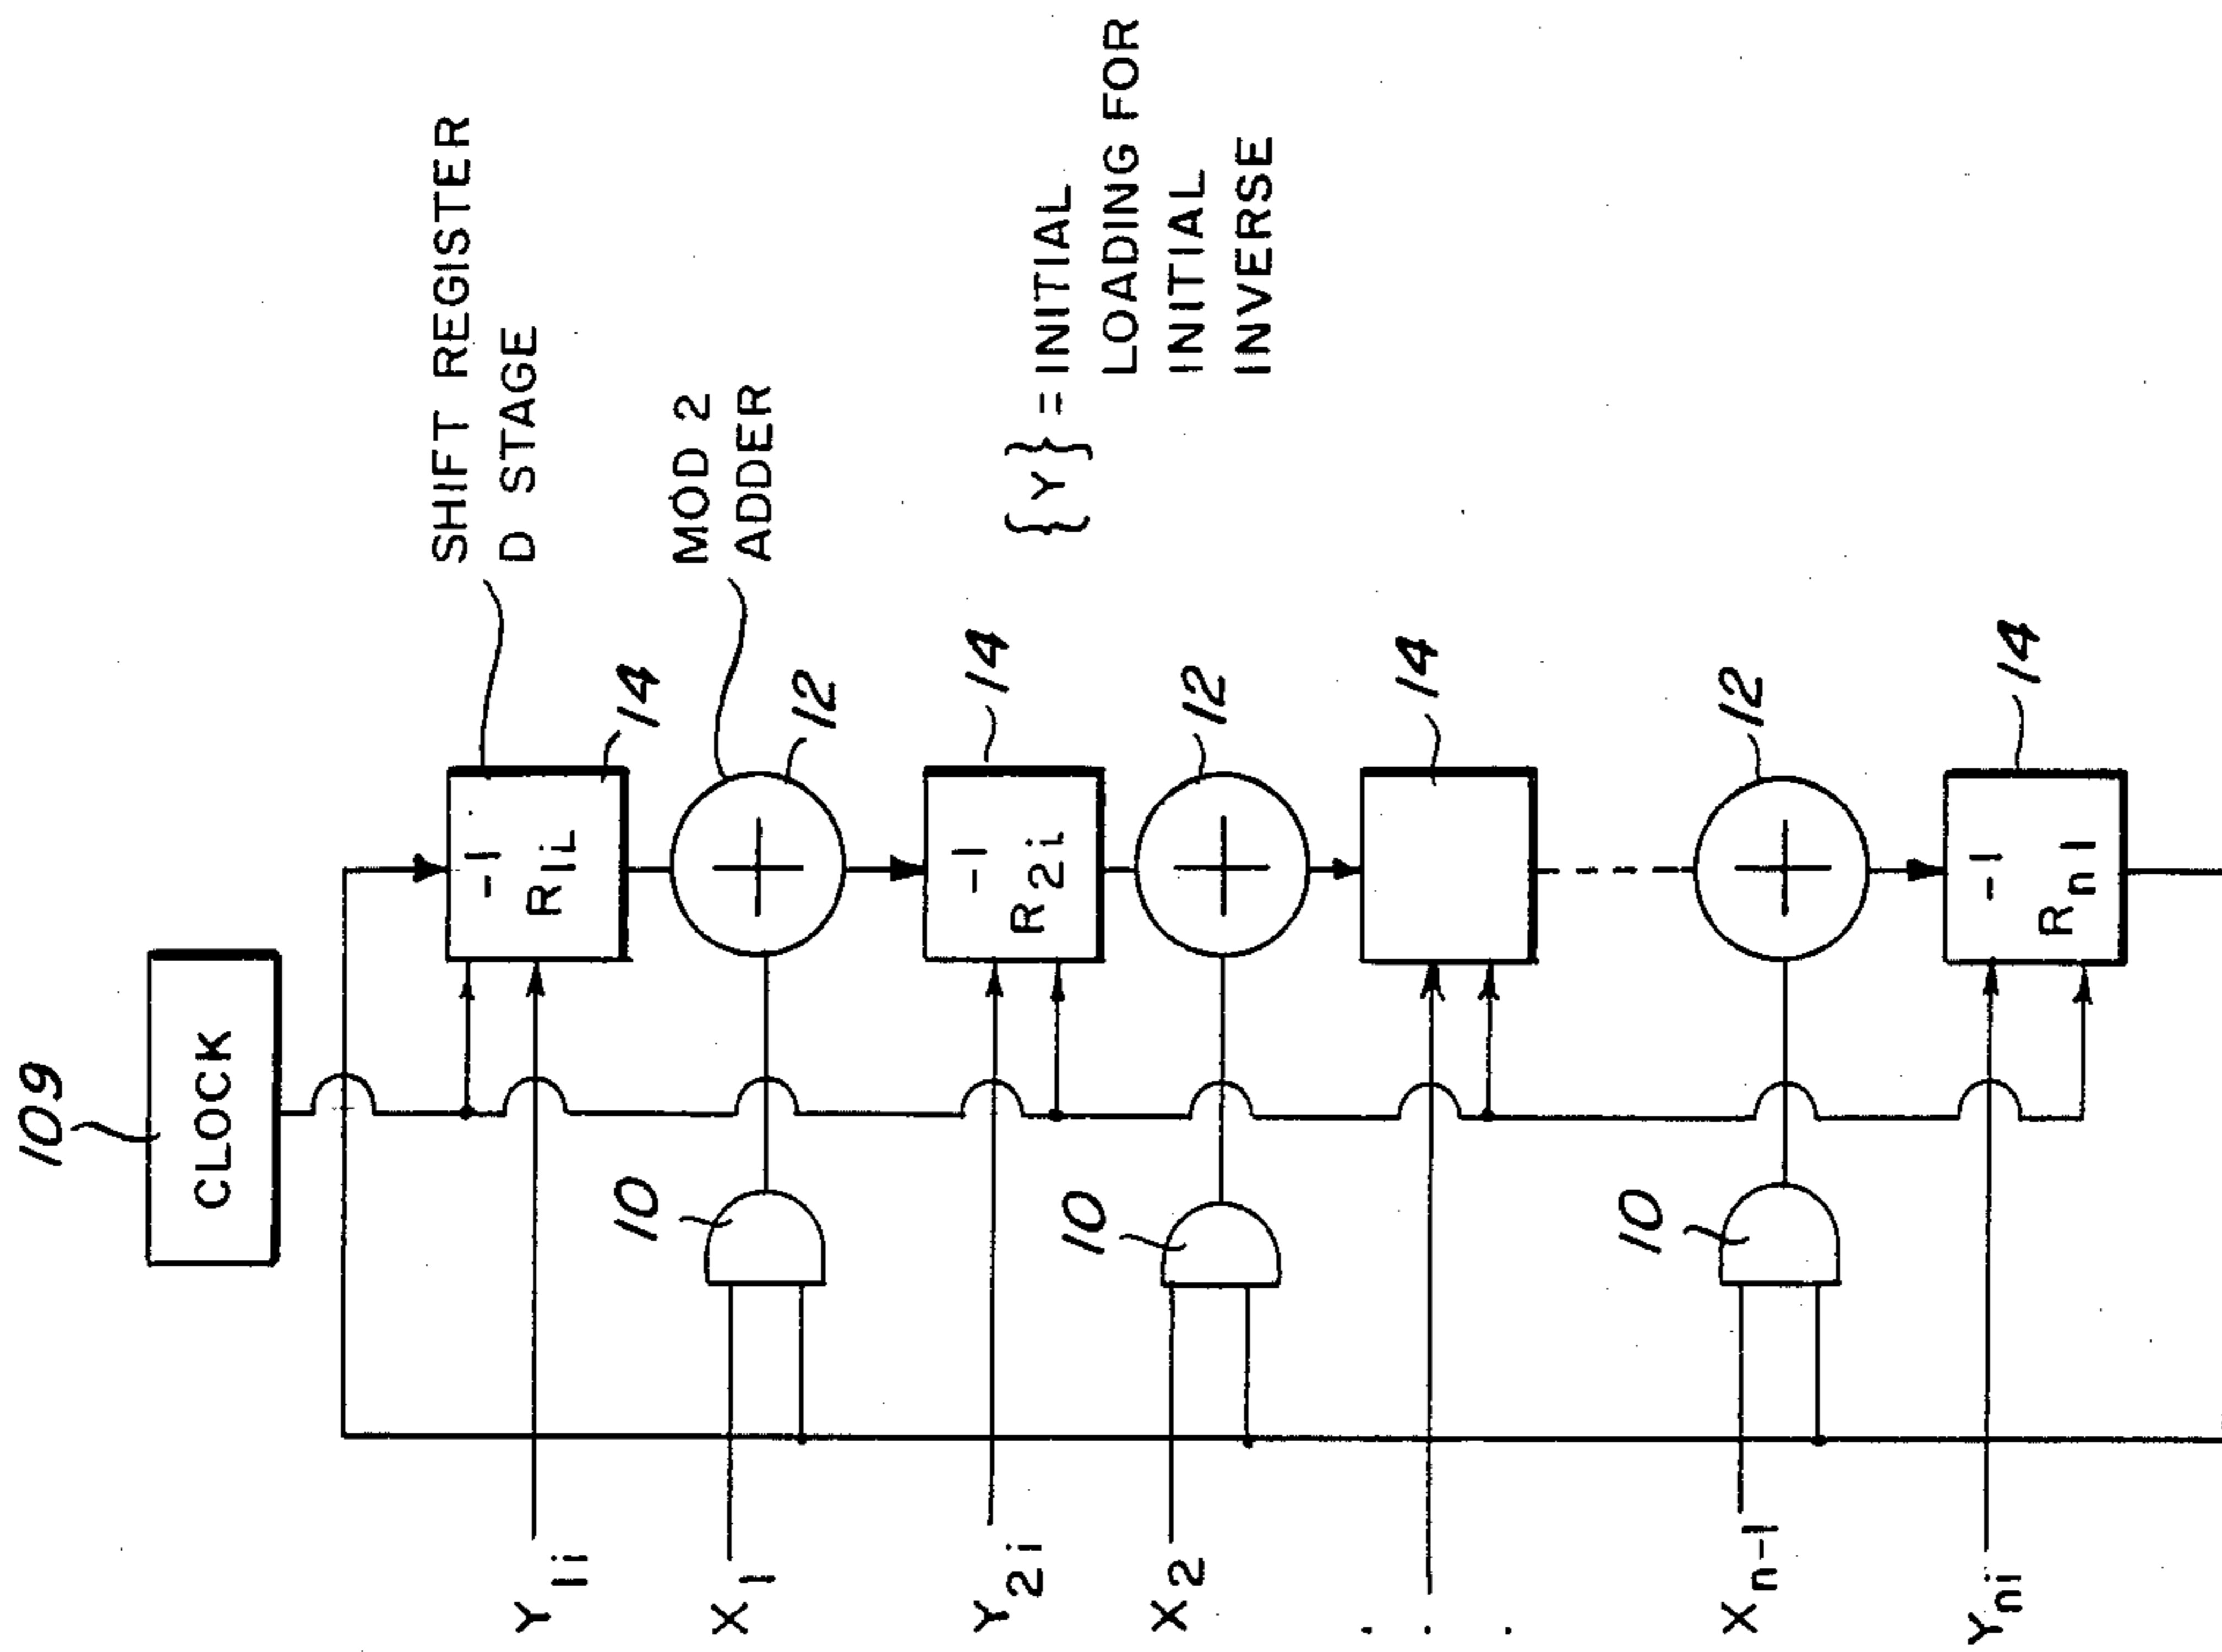 109
CLOCK
SHIFT REGISTER
D STAGE
Y1i
R1i-1
14
MOD 2
ADDER
X1
10
12
Y2i
R2i-1
14
{Y} = INITIAL
LOADING FOR
INITIAL
INVERSE
X2
10
12
. . .
14
Xn-1
10
12
Yni
Rn1-1
14